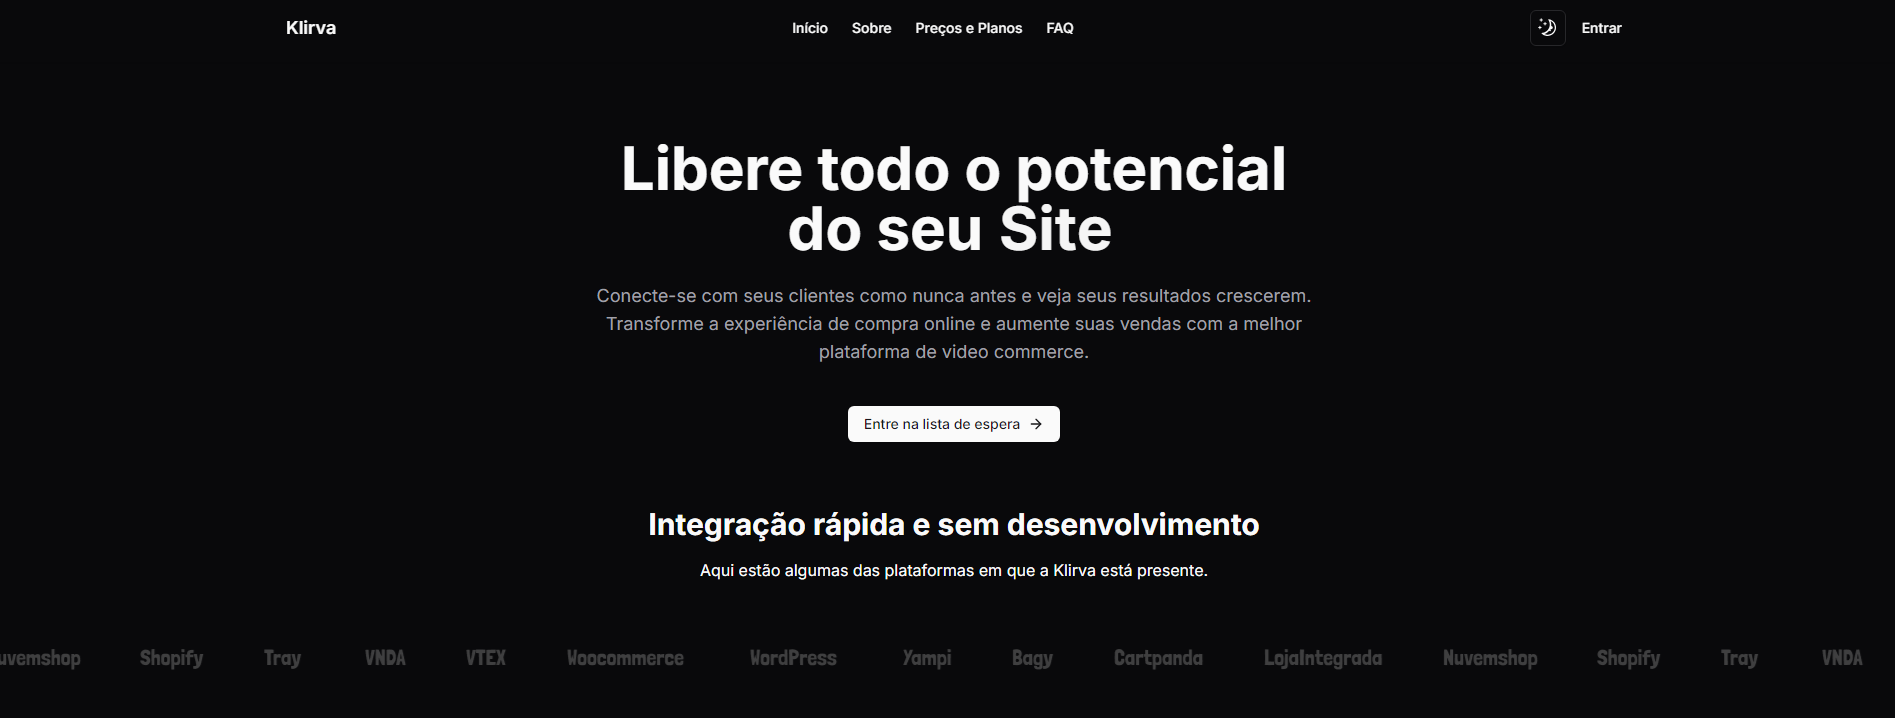 Klirva
Início Sobre Preços e Planos FAQ
Entrar
Libere todo o potencial
do seu Site
Conecte-se com seus clientes como nunca antes e veja seus resultados crescerem.
Transforme a experiência de compra online e aumente suas vendas com a melhor
plataforma de video commerce.
Entre na lista de espera
Integração rápida e sem desenvolvimento
Aqui estão algumas das plataformas em que a Klirva está presente.
uvemshop Shopify Tray VNDA VTEX Woocommerce WordPress Yampi Bagy Cartpanda LojaIntegrada Nuvemshop Shopify Tray VNDA